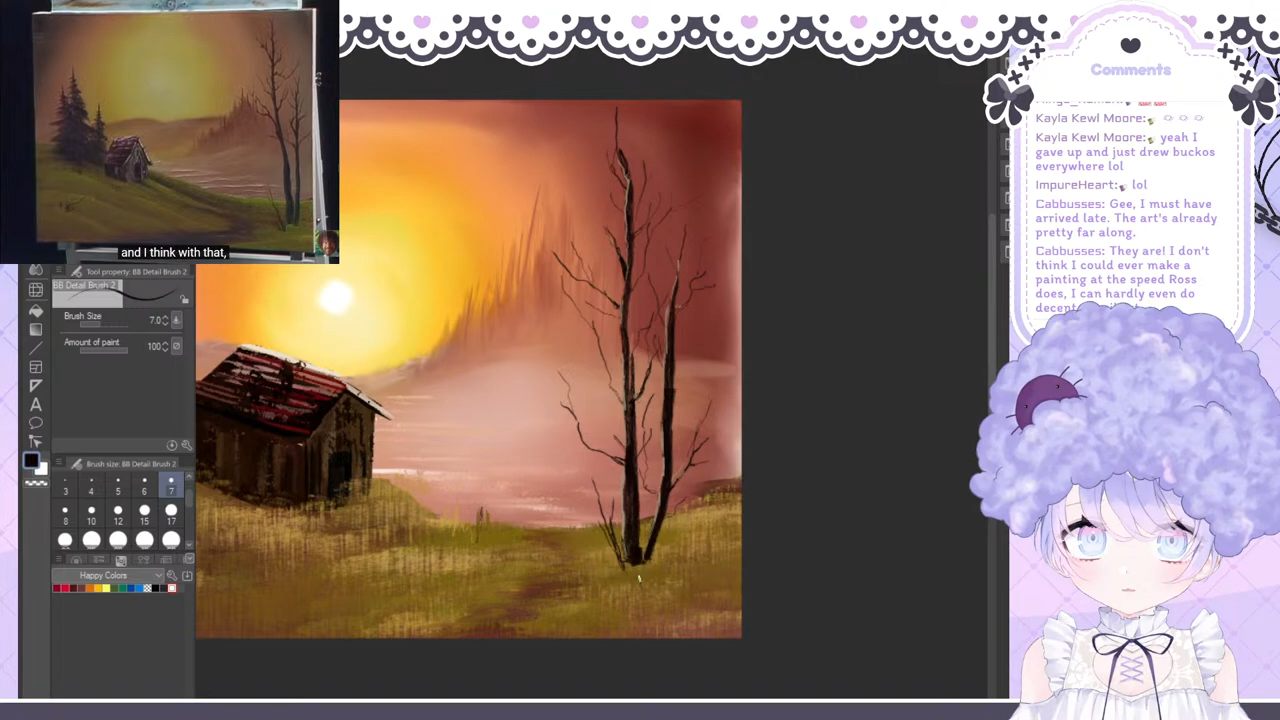 and I think with that,
Tool property: BB Detail Brush 2
BB Detail Brush 2
Brush Size 7.0
Amount of paint 100
Brush size: BB Detail Brush 2
3 4 5 6 7
8 10 12 15 17
Happy Colors
Comments
Kayla Kewl Moore:
Kayla Kewl Moore: yeah I
gave up and just drew buckos
everywhere lol
ImpureHeart: lol
Cabbusses: Gee, I must have
arrived late. The art's already
pretty far along.
Cabbusses: They are! I don't
think I could ever make a
painting at the speed Ross
does, I can hardly even do